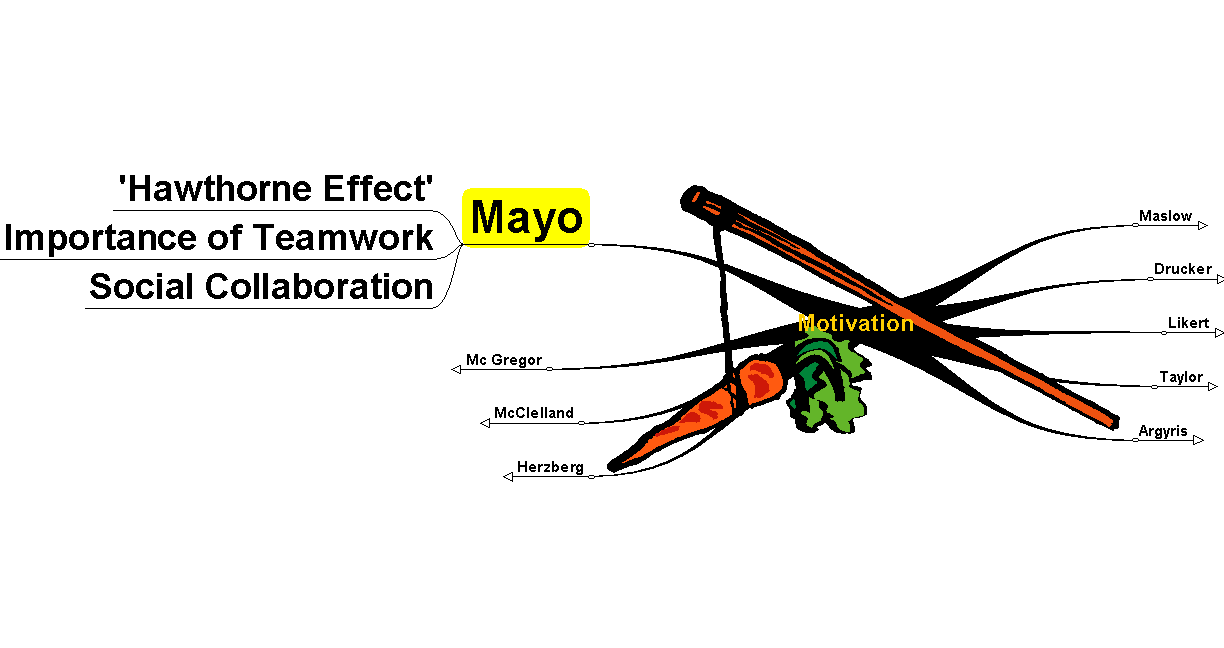 'Hawthorne Effect'
Importance of Teamwork
Social Collaboration
Mayo
Mc Gregor
McClelland
Herzberg
Motivation
Maslow
Drucker
Likert
Taylor
Argyris